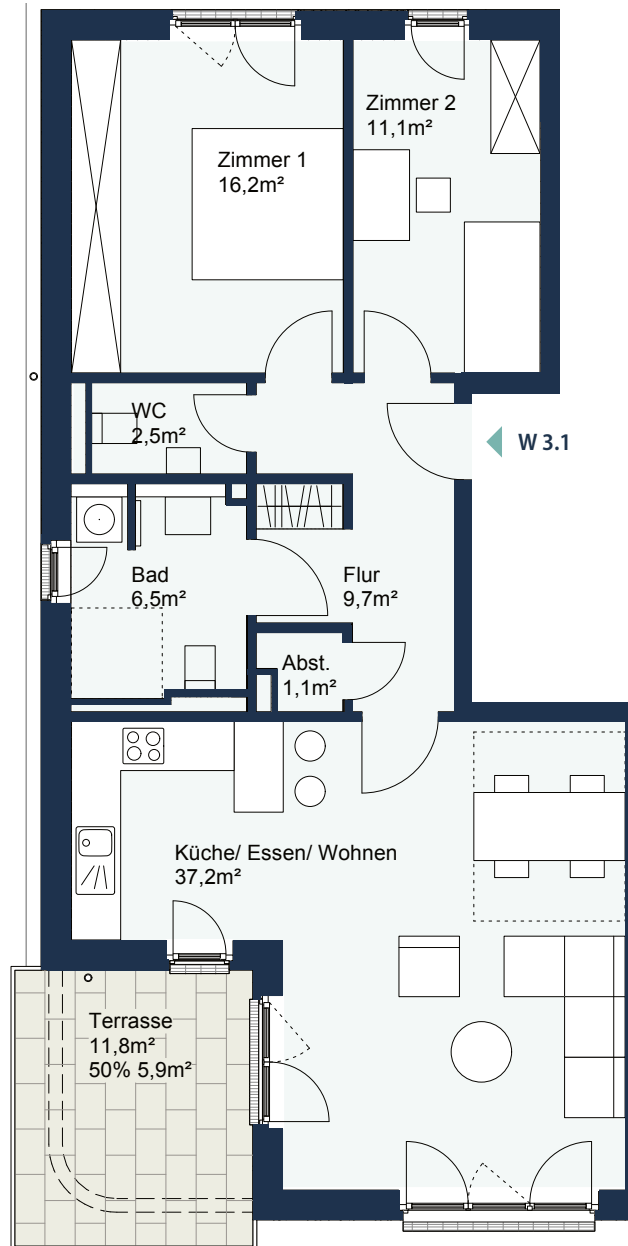 Zimmer 2
11,1m²
Zimmer 1
16,2m²
WC
2,5m²
W 3.1
Bad
6,5m²
Flur
9,7m²
Abst.
1,1m²
Küche/ Essen/ Wohnen
37,2m²
Terrasse
11,8m²
50% 5,9m²